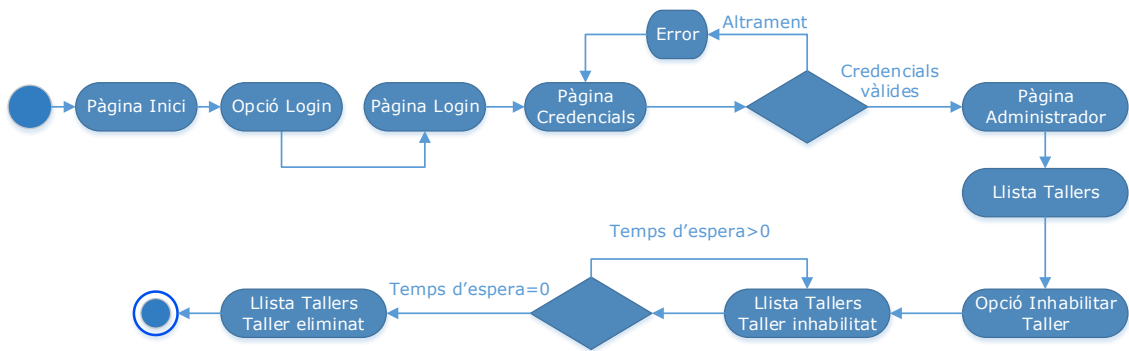 Altrament
Error
Credencials
vàlides
Pàgina Inici
Opció Login
Pàgina Login
Pàgina
Credencials
Pàgina
Administrador
Llista Tallers
Temps d'espera>0
Temps d'espera=0
Llista Tallers
Taller eliminat
Llista Tallers
Taller inhabilitat
Opció Inhabilitar
Taller